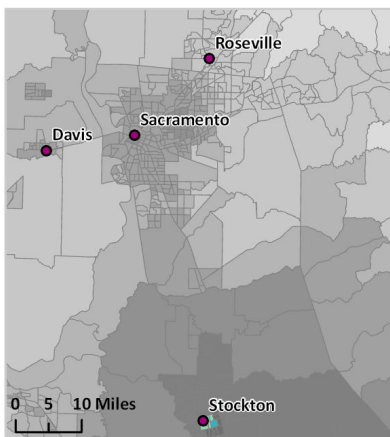 Roseville
Sacramento
Davis
Stockton
0 5 10 Miles